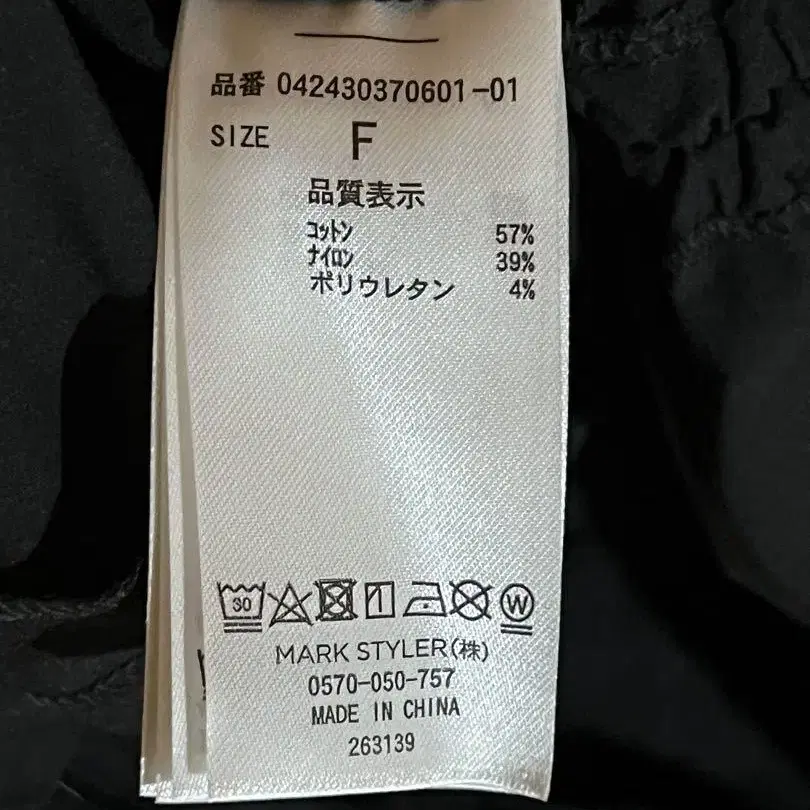 品番 042430370601-01
SIZE F
品質表示
コットン 57%
ナイロン 39%
ポリウレタン 4%
30 W
MARK STYLER(株)
0570-050-757
MADE IN CHINA
263139